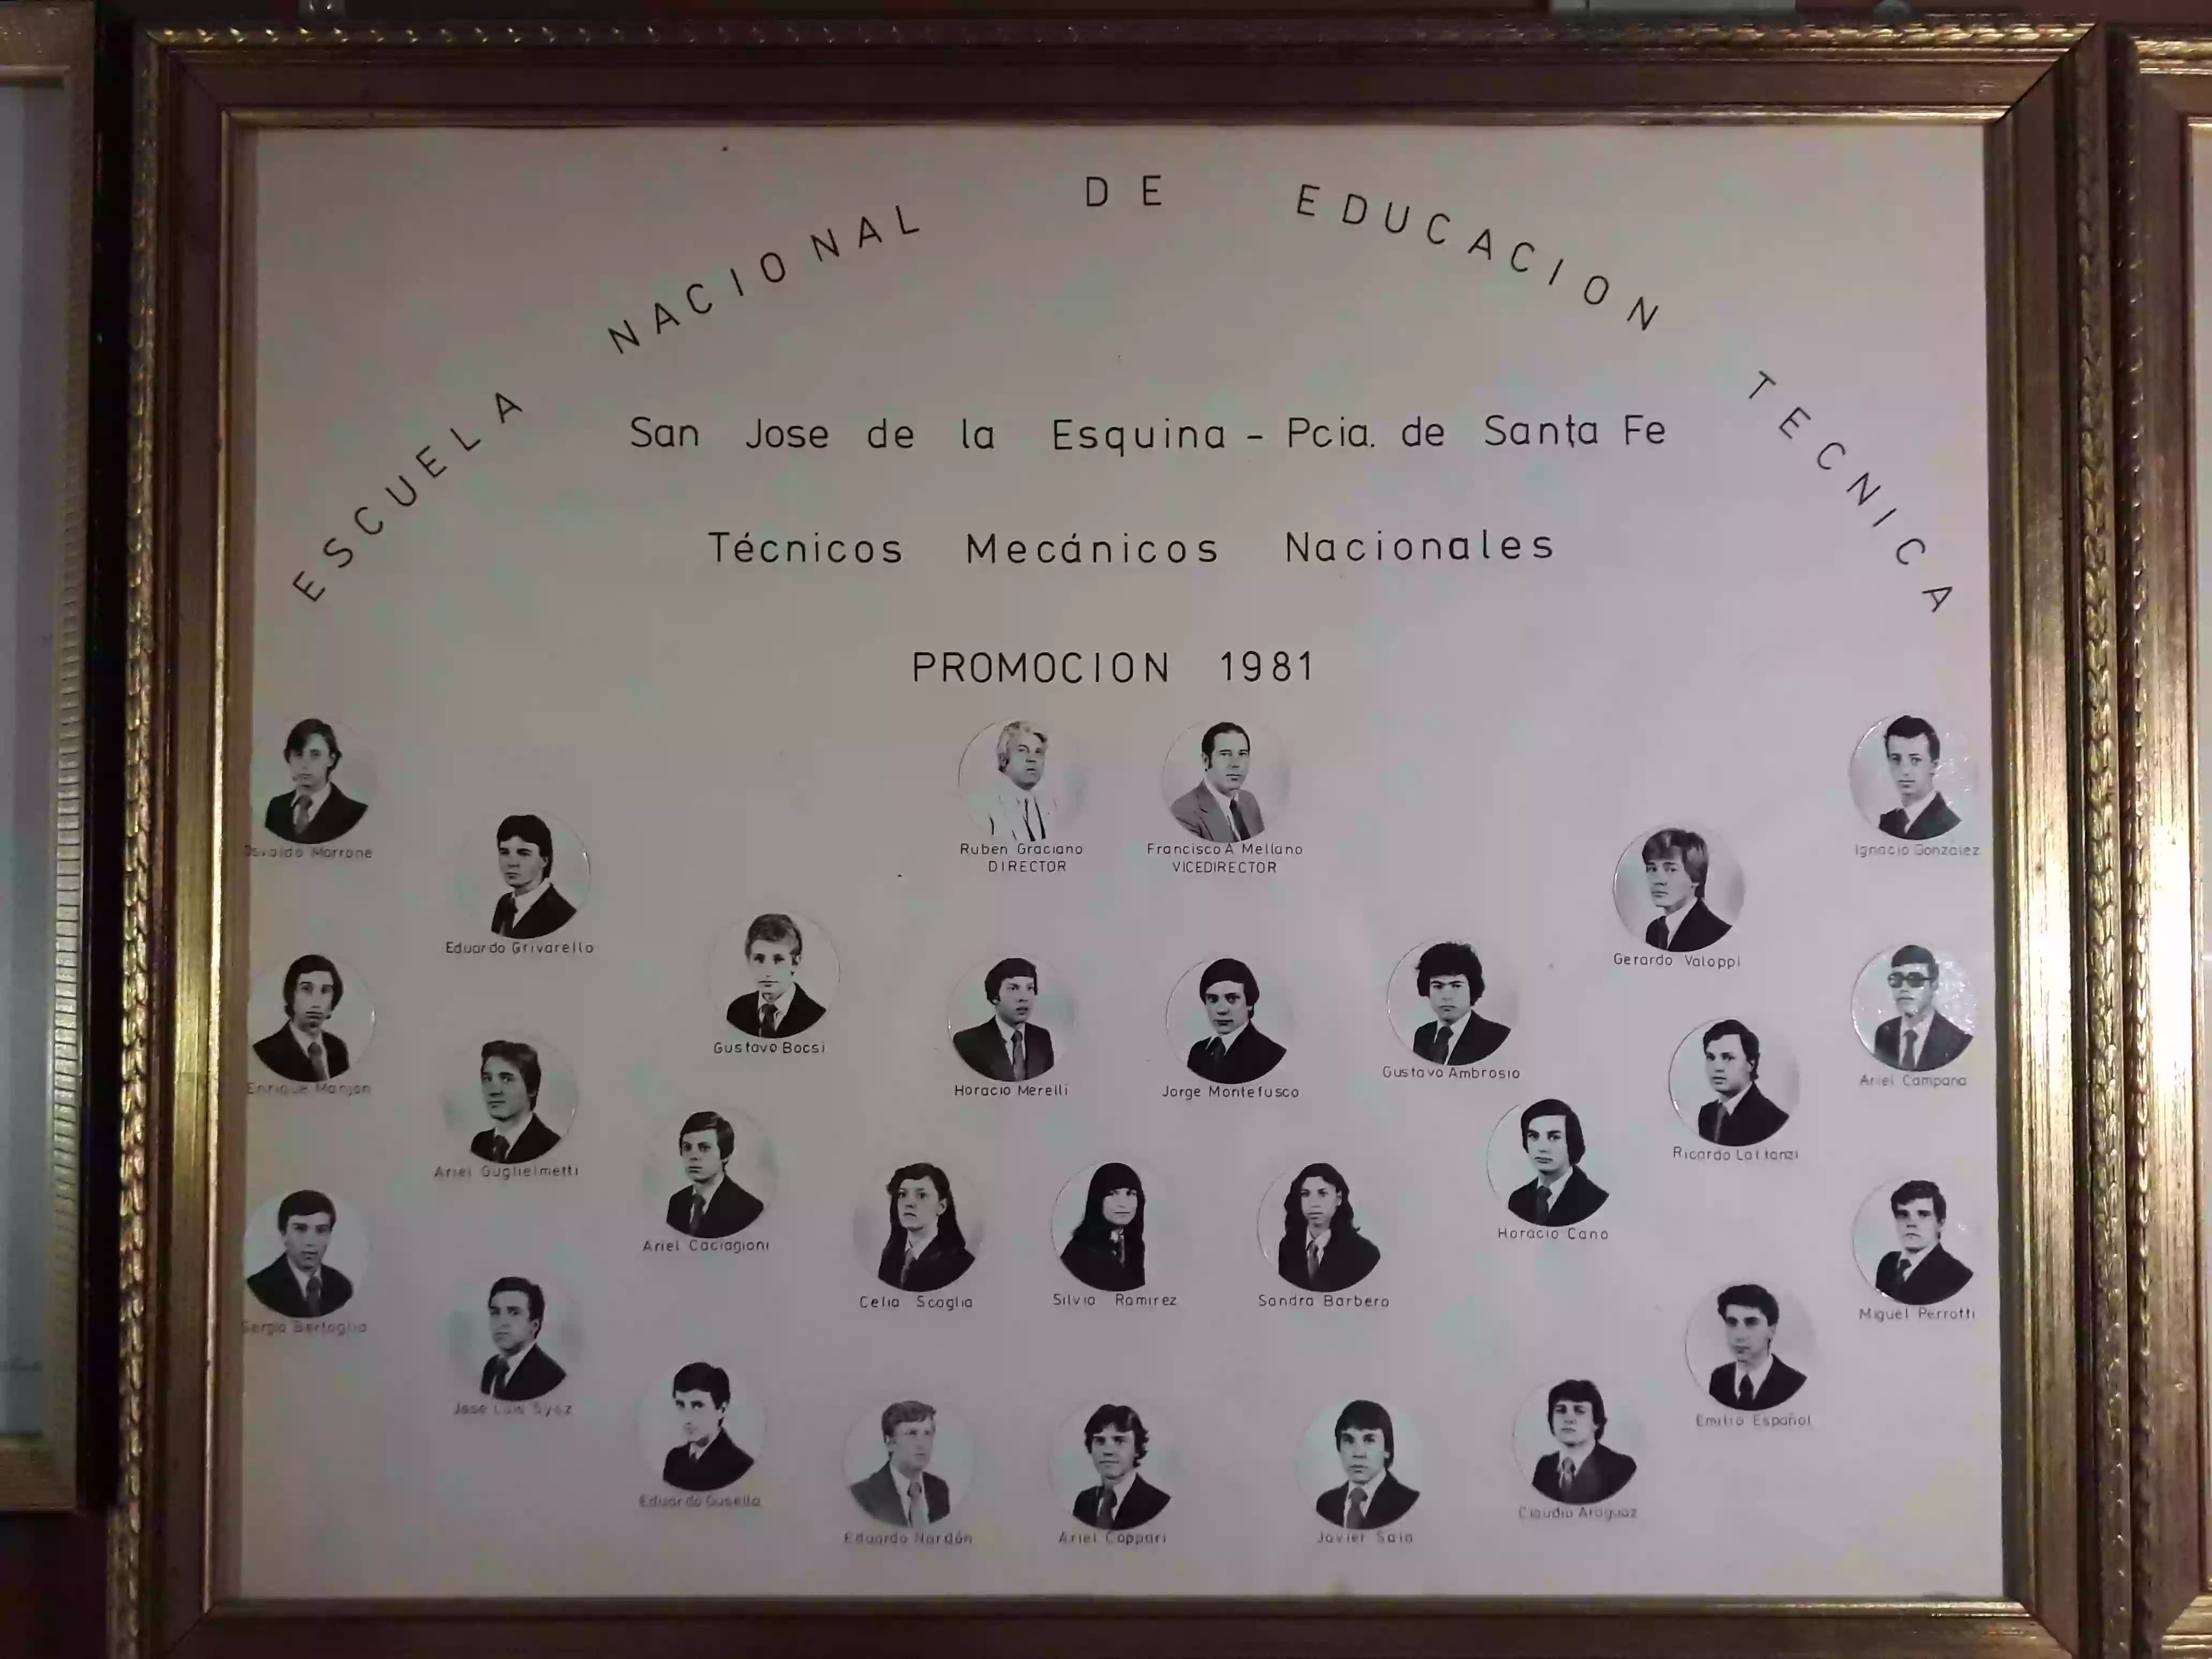 ESCUELA NACIONAL DE EDUCACION TECNICA
San Jose de la Esquina - Pcia. de Santa Fe
Técnicos Mecánicos Nacionales
PROMOCION 1981
Ruben Graciano
DIRECTOR
Francisco A Mellano
VICEDIRECTOR
Osvaldo Marrone
Ignacio Gonzalez
Eduardo Grivarello
Gerardo Valoppi
Gustavo Bocsi
Gustavo Ambrosio
Enrique Manjon
Horacio Merelli
Jorge Montefusco
Ariel Campana
Ariel Guglielmetti
Ricardo Lattanzi
Ariel Caciagioni
Horacio Cano
Celia Scaglia
Silvia Ramirez
Sandra Barbero
Sergio Bertoglio
Miguel Perrotti
Jose Luis
Emilio Español
Eduardo Gusella
Claudio Araguaz
Eduardo Nardón
Ariel Coppari
Javier Sala